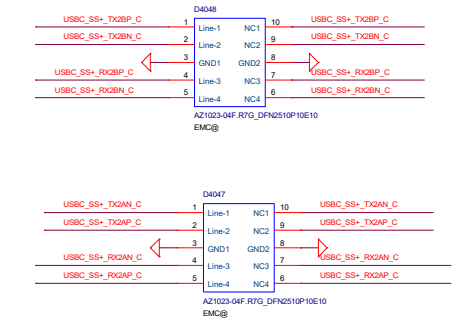 D4048
USBC_SS+_TX2BP_C 1 Line-1 NC1 10 USBC_SS+_TX2BP_C
USBC_SS+_TX2BN_C 2 Line-2 NC2 9 USBC_SS+_TX2BN_C
3 GND1 GND2 8
USBC_SS+_RX2BP_C 4 Line-3 NC3 7 USBC_SS+_RX2BP_C
USBC_SS+_RX2BN_C 5 Line-4 NC4 6 USBC_SS+_RX2BN_C
AZ1023-04F.R7G_DFN2510P10E10
EMC@
D4047
USBC_SS+_TX2AN_C 1 Line-1 NC1 10 USBC_SS+_TX2AN_C
USBC_SS+_TX2AP_C 2 Line-2 NC2 9 USBC_SS+_TX2AP_C
3 GND1 GND2 8
USBC_SS+_RX2AN_C 4 Line-3 NC3 7 USBC_SS+_RX2AN_C
USBC_SS+_RX2AP_C 5 Line-4 NC4 6 USBC_SS+_RX2AP_C
AZ1023-04F.R7G_DFN2510P10E10
EMC@